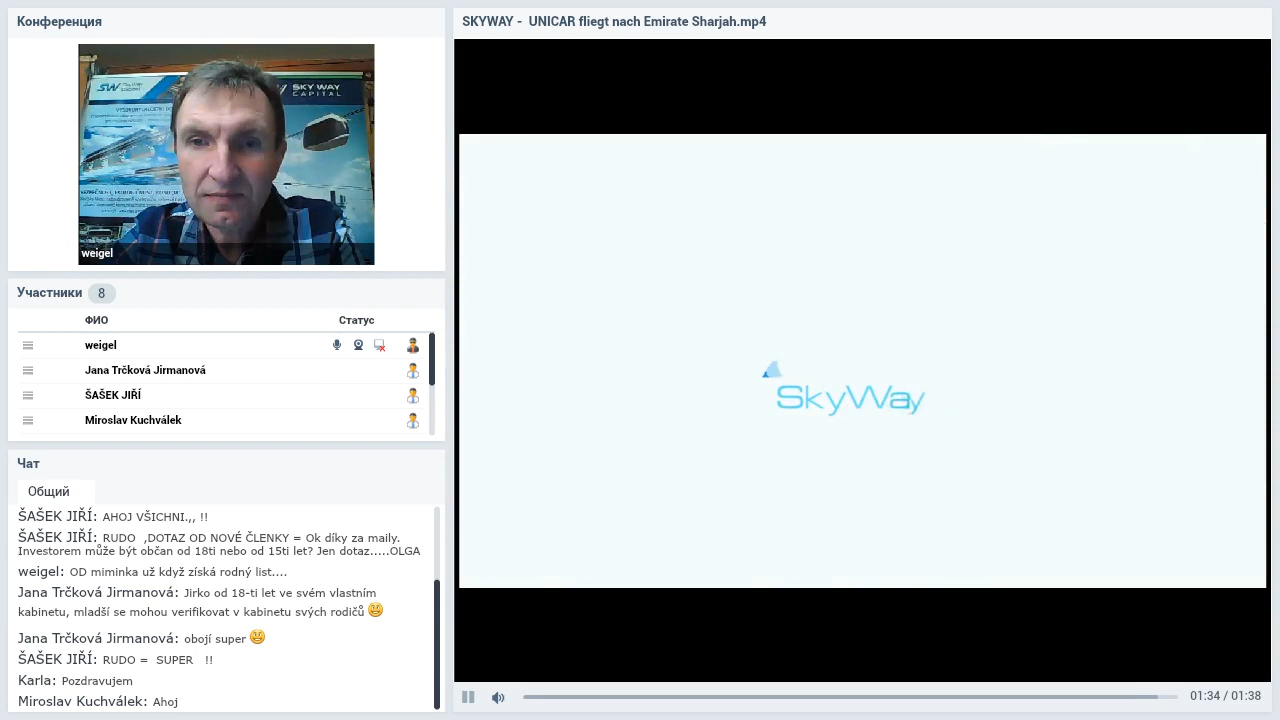 Конференция
SW
SKY WAY
CAPITAL
weigel
Участники 8
ФИО Статус
weigel
Jana Trčková Jirmanová
ŠAŠEK JIŘÍ
Miroslav Kuchválek
Чат
Общий
ŠAŠEK JIŘÍ: AHOJ VŠICHNI.,, !!
ŠAŠEK JIŘÍ: RUDO ,DOTAZ OD NOVÉ ČLENKY = Ok díky za maily.
Investorem může být občan od 18ti nebo od 15ti let? Jen dotaz.....OLGA
weigel: OD miminka už když získá rodný list....
Jana Trčková Jirmanová: Jirko od 18-ti let ve svém vlastním
kabinetu, mladší se mohou verifikovat v kabinetu svých rodičů
Jana Trčková Jirmanová: obojí super
ŠAŠEK JIŘÍ: RUDO = SUPER !!
Karla: Pozdravujem
Miroslav Kuchválek: Ahoj
SKYWAY - UNICAR fliegt nach Emirate Sharjah.mp4
SkyWay
01:34 / 01:38